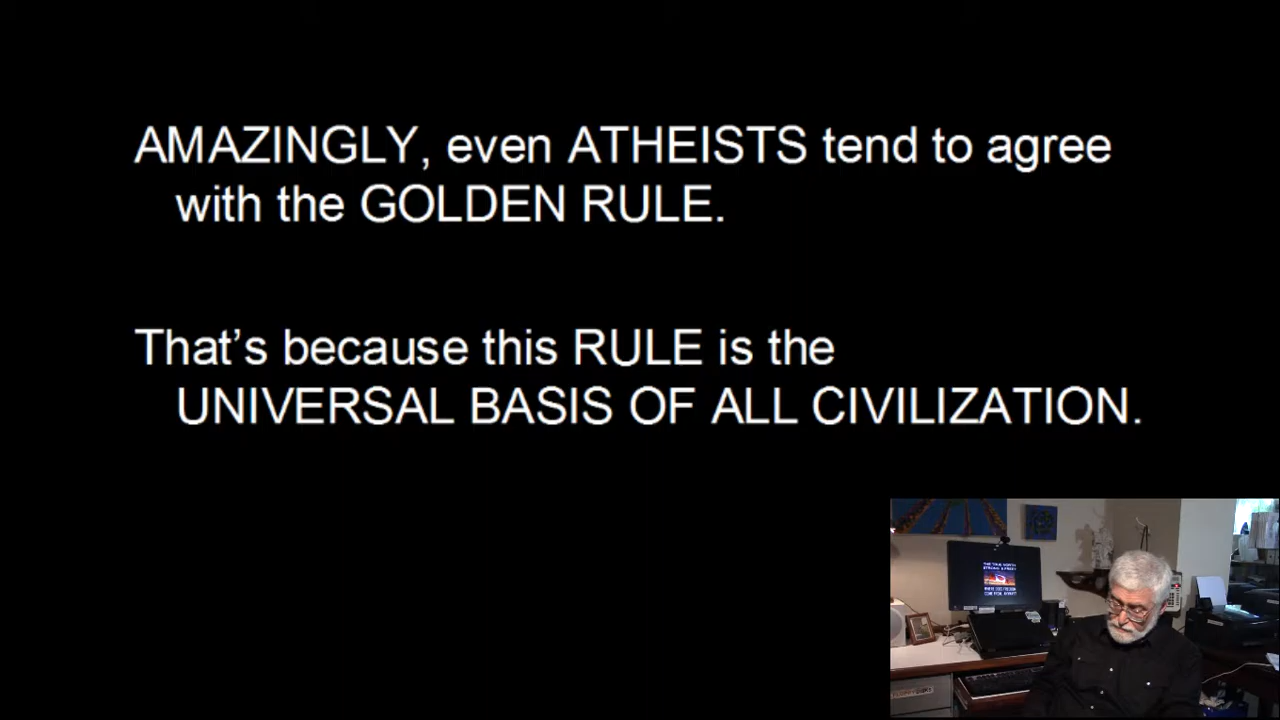 AMAZINGLY, even ATHEISTS tend to agree
with the GOLDEN RULE.
That's because this RULE is the
UNIVERSAL BASIS OF ALL CIVILIZATION.